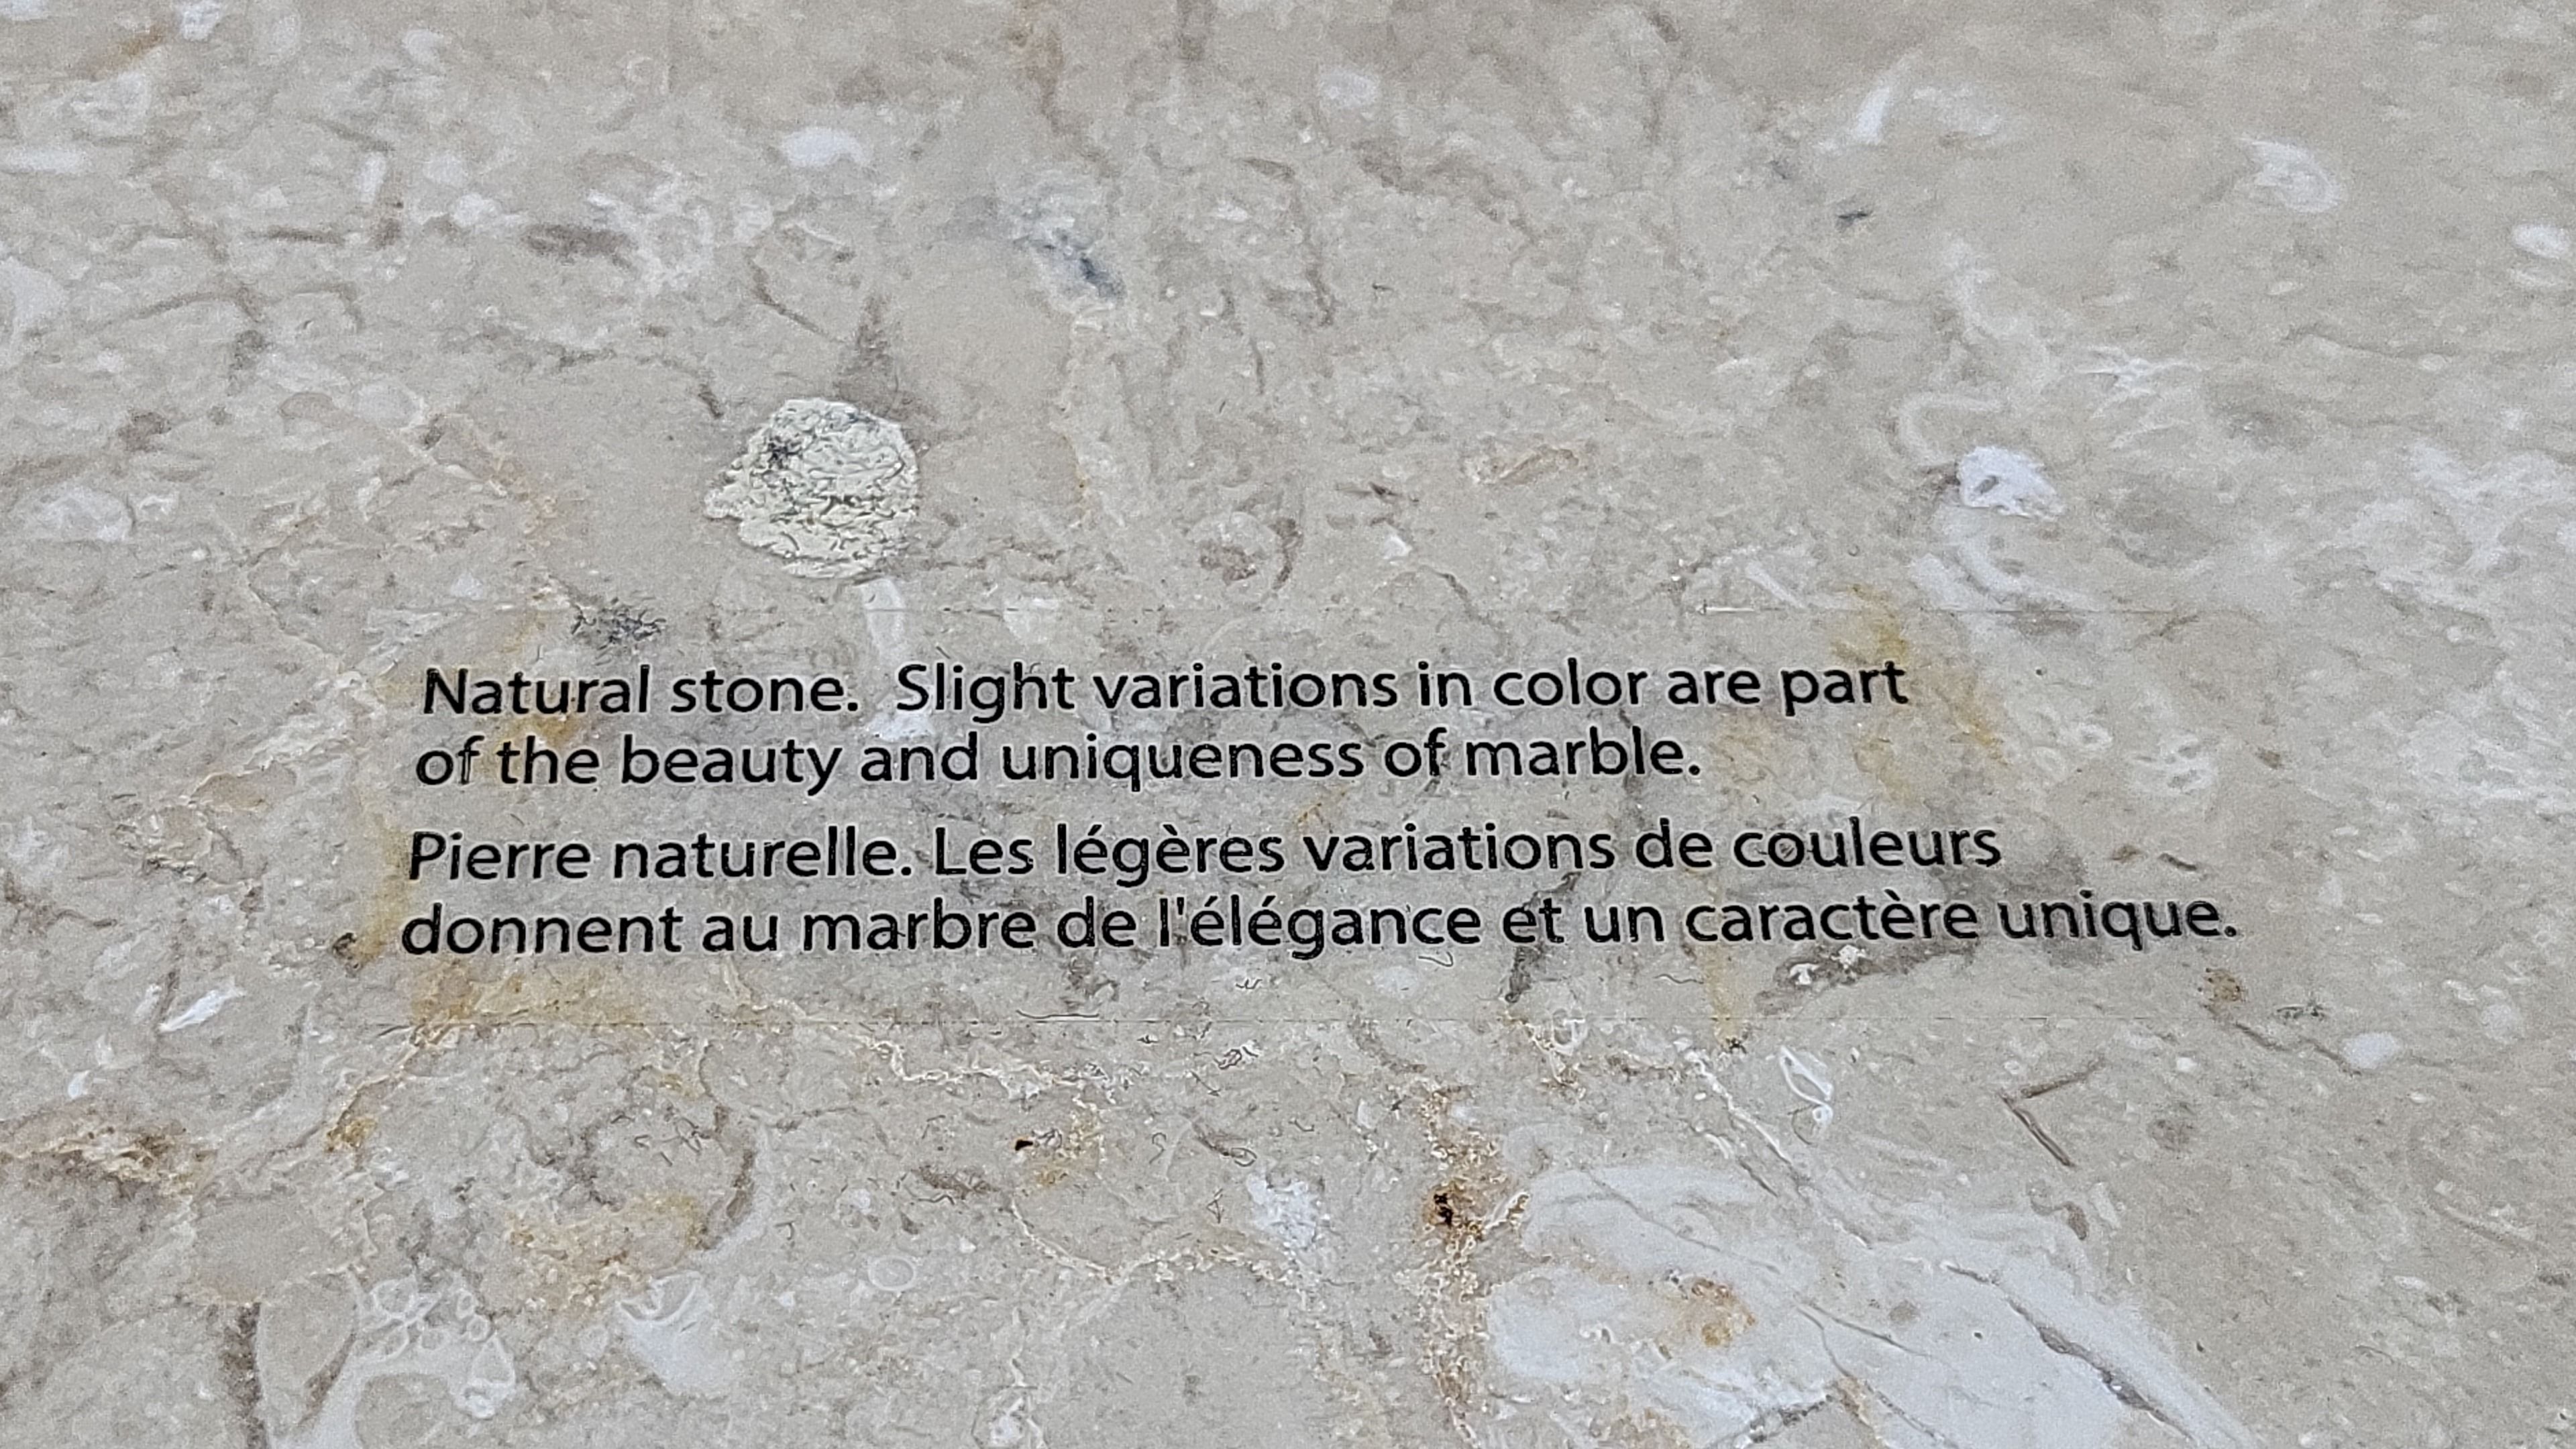 Natural stone.  Slight variations in color are part
of the beauty and uniqueness of marble.
Pierre naturelle. Les légères variations de couleurs
donnent au marbre de l'élégance et un caractère unique.